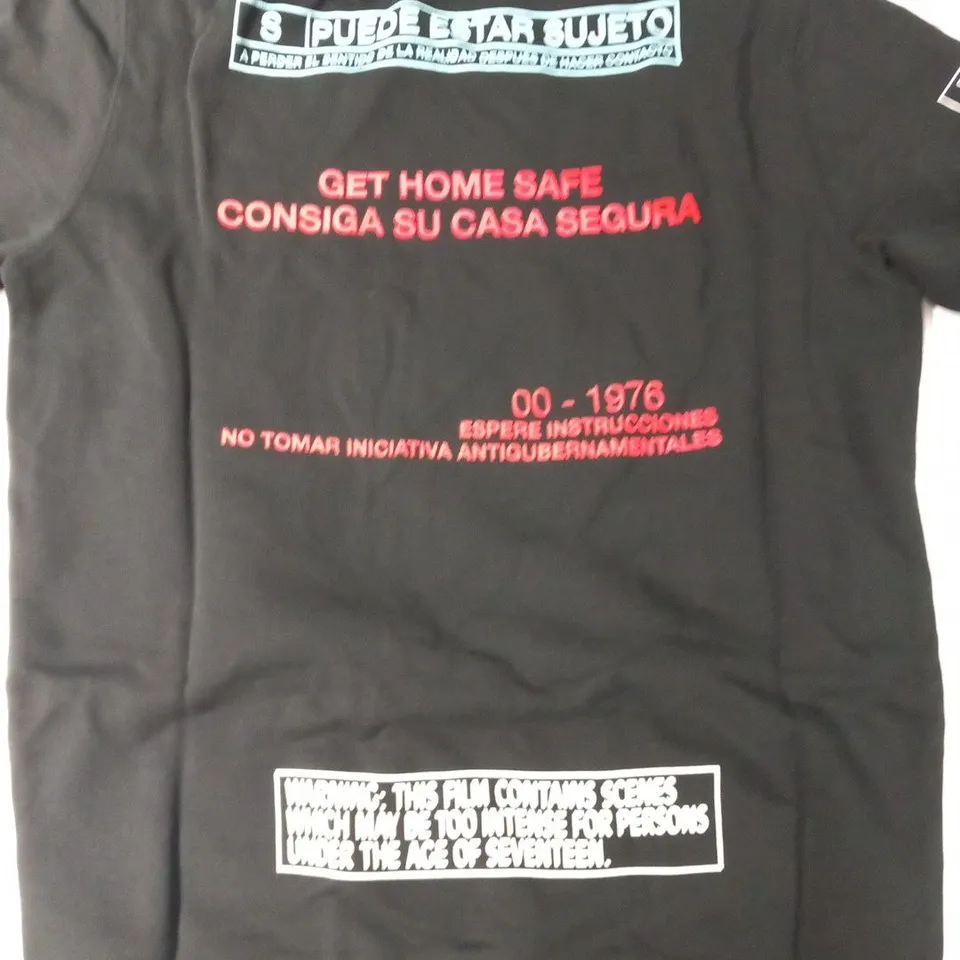 S PUEDE ESTAR SUJETO
A PERDER EL SENTIDO DE LA REALIDAD DESPUES DE HACER CONTACTO
GET HOME SAFE
CONSIGA SU CASA SEGURA
00 - 1976
ESPERE INSTRUCCIONES
NO TOMAR INICIATIVA ANTIGUBERNAMENTALES
WARNING: THIS FILM CONTAINS SCENES
WHICH MAY BE TOO INTENSE FOR PERSONS
UNDER THE AGE OF SEVENTEEN.